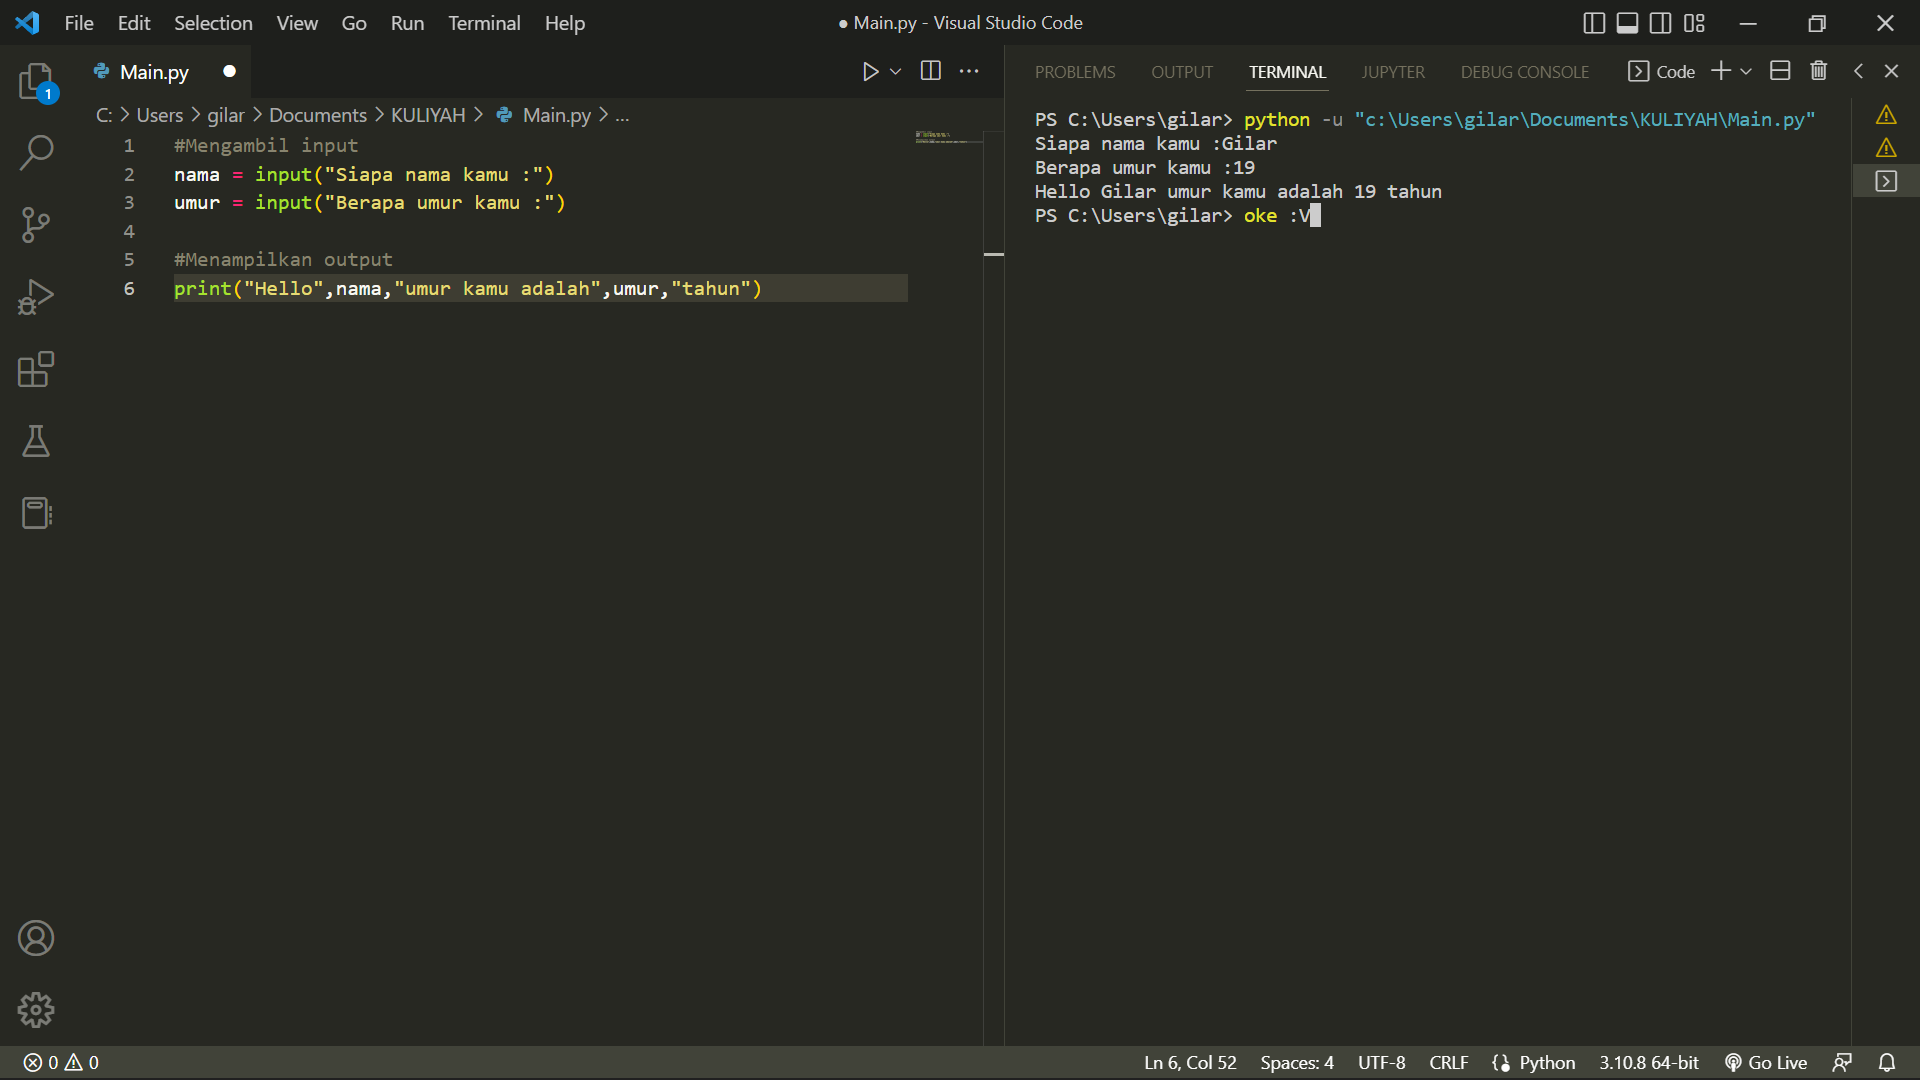 File Edit Selection View Go Run Terminal Help
● Main.py - Visual Studio Code
1
Main.py ●
C: > Users > gilar > Documents > KULIYAH > Main.py > ...
1 #Mengambil input
2 nama = input("Siapa nama kamu :")
3 umur = input("Berapa umur kamu :")
4
5 #Menampilkan output
6 print("Hello",nama,"umur kamu adalah",umur,"tahun")
PROBLEMS OUTPUT TERMINAL JUPYTER DEBUG CONSOLE Code
PS C:\Users\gilar> python -u "c:\Users\gilar\Documents\KULIYAH\Main.py"
Siapa nama kamu :Gilar
Berapa umur kamu :19
Hello Gilar umur kamu adalah 19 tahun
PS C:\Users\gilar> oke :V
0 0
Ln 6, Col 52 Spaces: 4 UTF-8 CRLF Python 3.10.8 64-bit Go Live